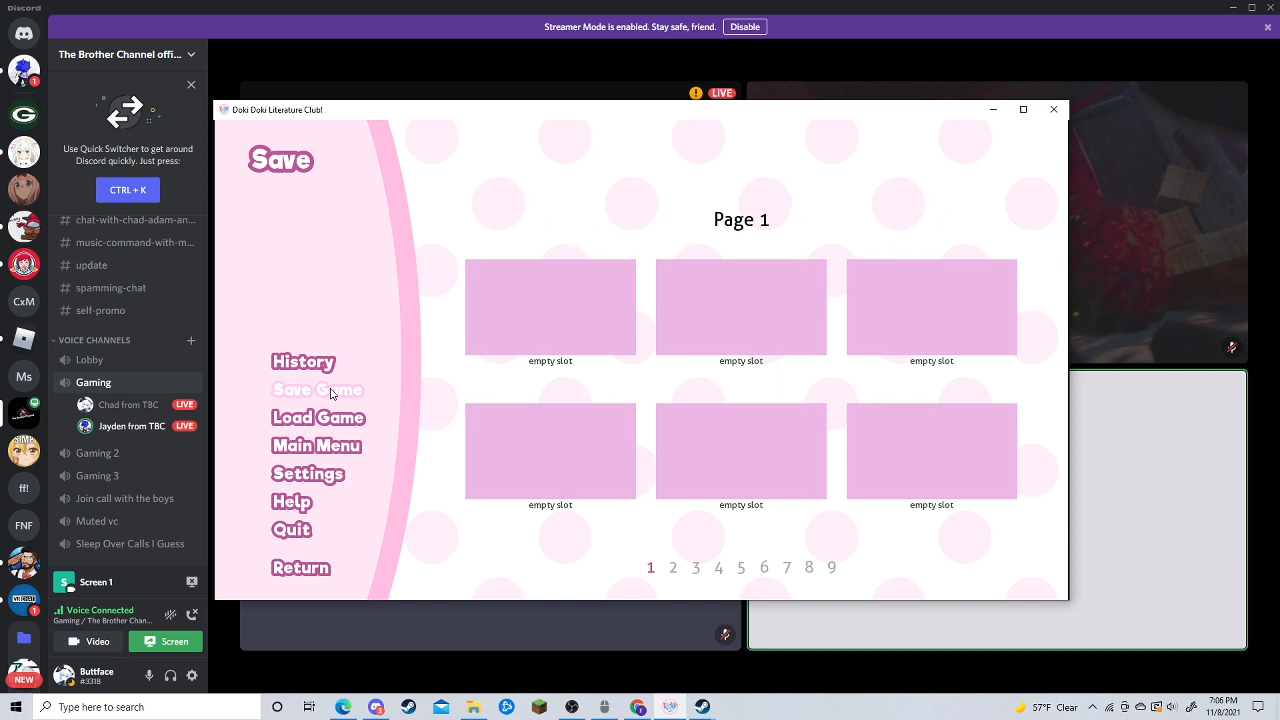 Discord
Streamer Mode is enabled. Stay safe, friend.
Disable
The Brother Channel offi...
1
LIVE
Doki Doki Literature Club!
Use Quick Switcher to get around
Discord quickly. Just press:
CTRL + K
chat-with-chad-adam-an...
music-command-with-m...
update
spamming-chat
self-promo
VOICE CHANNELS
Lobby
Gaming
Chad from TBC
LIVE
Jayden from TBC
LIVE
Gaming 2
Gaming 3
Join call with the boys
Muted vc
Sleep Over Calls I Guess
Screen 1
Voice Connected
Gaming / The Brother Chan...
Video
Screen
Buttface
#3318
CxM
Ms
SIMP
ff!
FNF
VR CHAT
1
NEW
Save
Page 1
empty slot
empty slot
empty slot
empty slot
empty slot
empty slot
1 2 3 4 5 6 7 8 9
History
Save Game
Load Game
Main Menu
Settings
Help
Quit
Return
Type here to search
57°F Clear
7:06 PM
11/8/2021